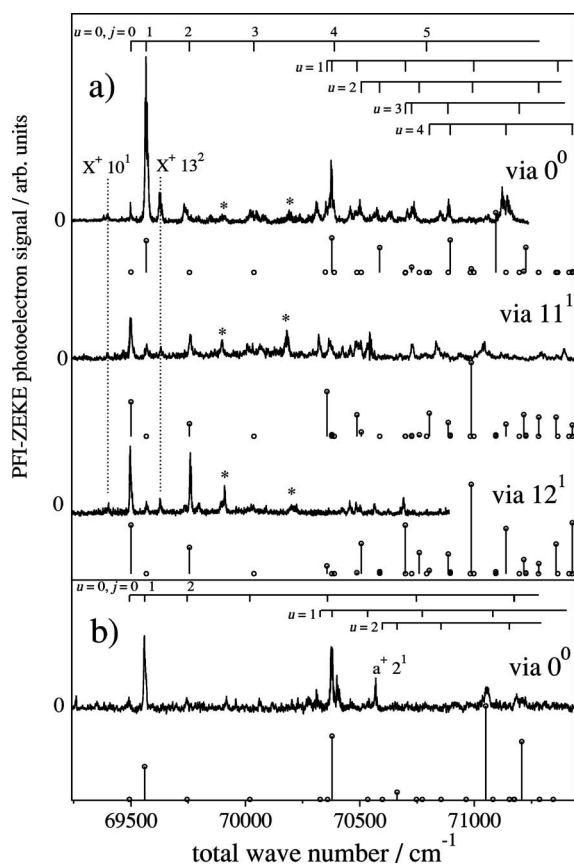 u = 0, j = 0 1 2 3 4 5
u = 1
u = 2
u = 3
u = 4
a)
X⁺ 10¹
X⁺ 13²
* *
via 0⁰
0
via 11¹
* *
0
via 12¹
* *
0
PFI-ZEKE photoelectron signal / arb. units
u = 0, j = 0 1 2
u = 1
u = 2
b)
a⁺ 2¹
via 0⁰
0
69500 70000 70500 71000
total wave number / cm⁻¹